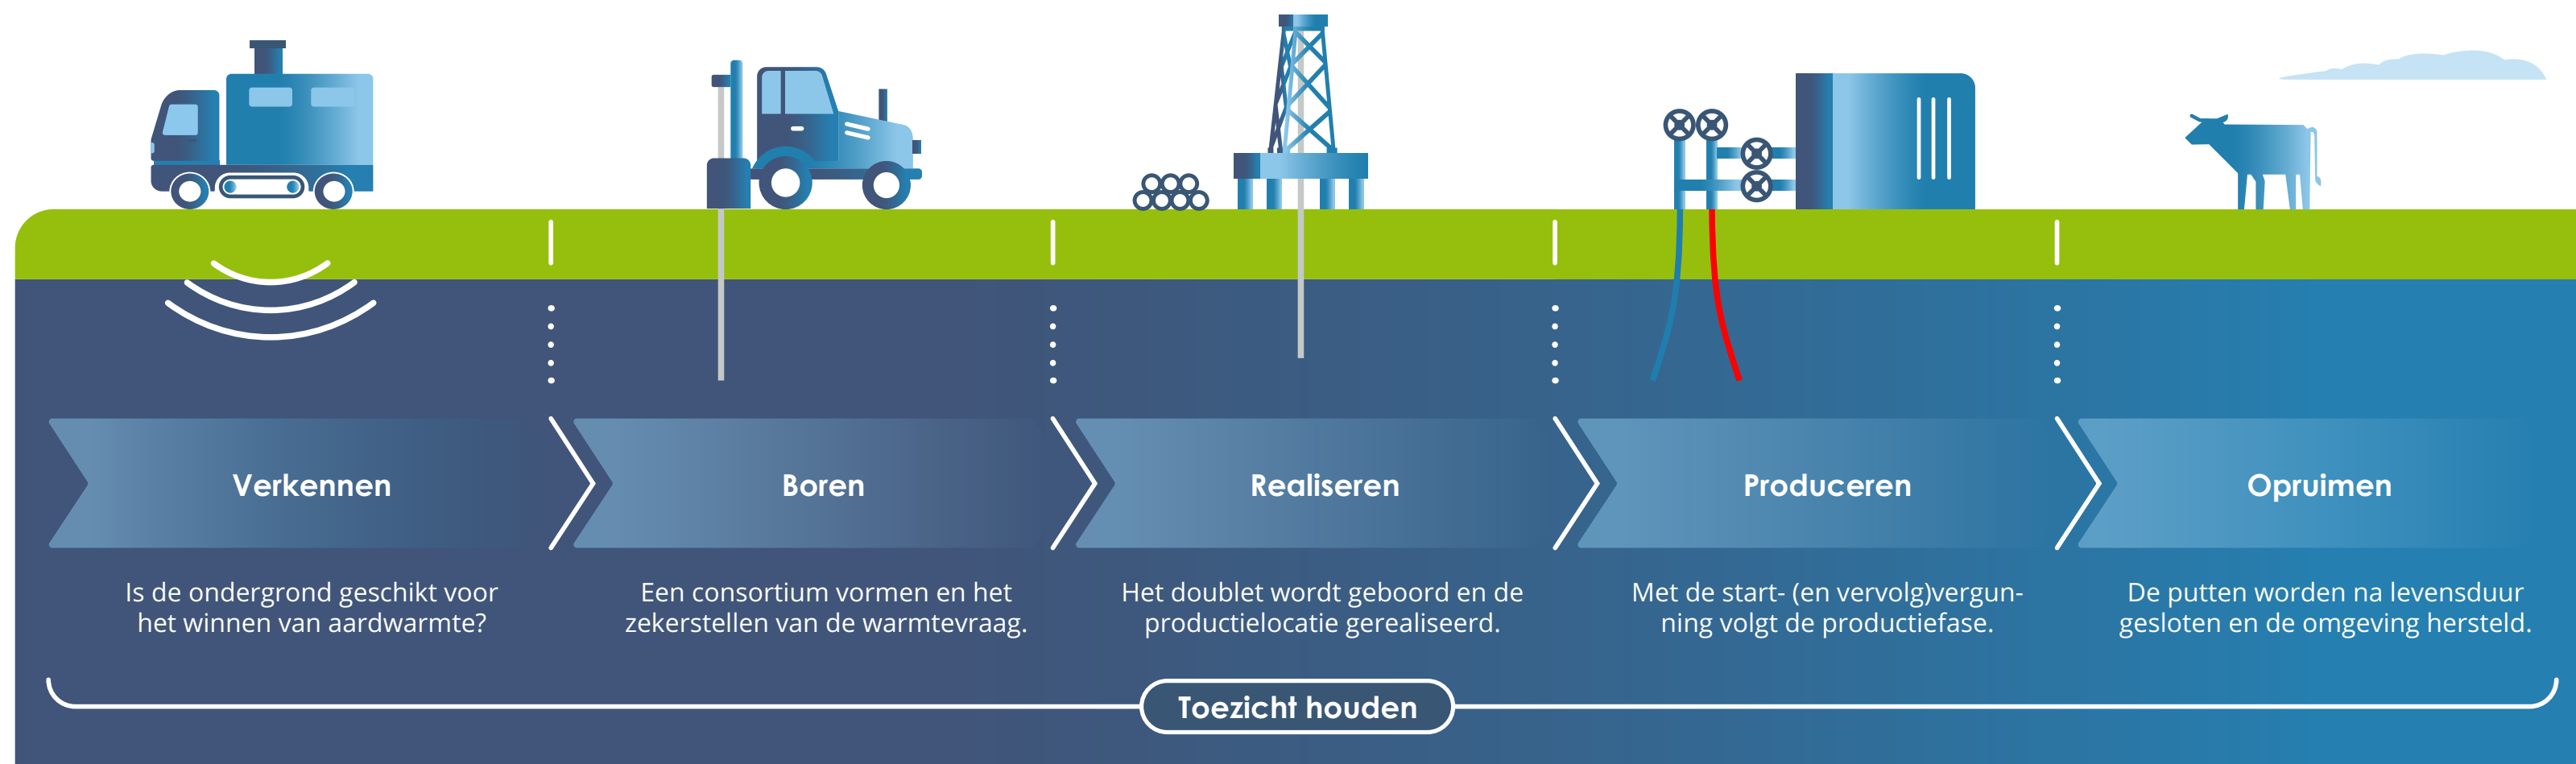 Verkennen
Is de ondergrond geschikt voor
het winnen van aardwarmte?
Boren
Een consortium vormen en het
zekerstellen van de warmtevraag.
Realiseren
Het doublet wordt geboord en de
productielocatie gerealiseerd.
Produceren
Met de start- (en vervolg)vergun-
ning volgt de productiefase.
Opruimen
De putten worden na levensduur
gesloten en de omgeving hersteld.
Toezicht houden